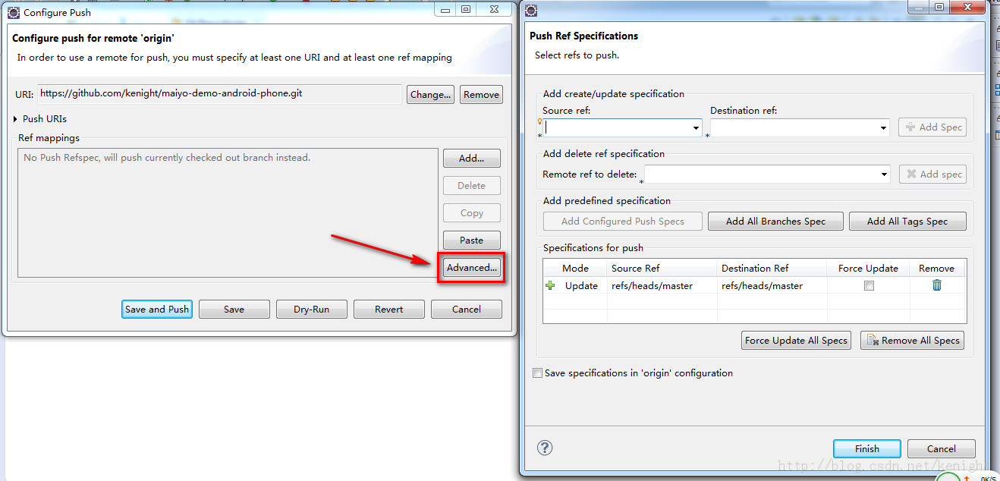 Configure Push
Configure push for remote 'origin'
In order to use a remote for push, you must specify at least one URI and at least one ref mapping
URI: https://github.com/kenight/maiyo-demo-android-phone.git Change... Remove
Push URIs
Ref mappings
No Push Refspec, will push currently checked out branch instead.
Add...
Delete
Copy
Paste
Advanced...
Save and Push Save Dry-Run Revert Cancel
Push Ref Specifications
Select refs to push.
Add create/update specification
Source ref: Destination ref:
* * Add Spec
Add delete ref specification
Remote ref to delete: * Add spec
Add predefined specification
Add Configured Push Specs Add All Branches Spec Add All Tags Spec
Specifications for push
Mode Source Ref Destination Ref Force Update Remove
Update refs/heads/master refs/heads/master
Force Update All Specs Remove All Specs
Save specifications in 'origin' configuration
? Finish Cancel
http://blog.csdn.net/kenigh
0K/S